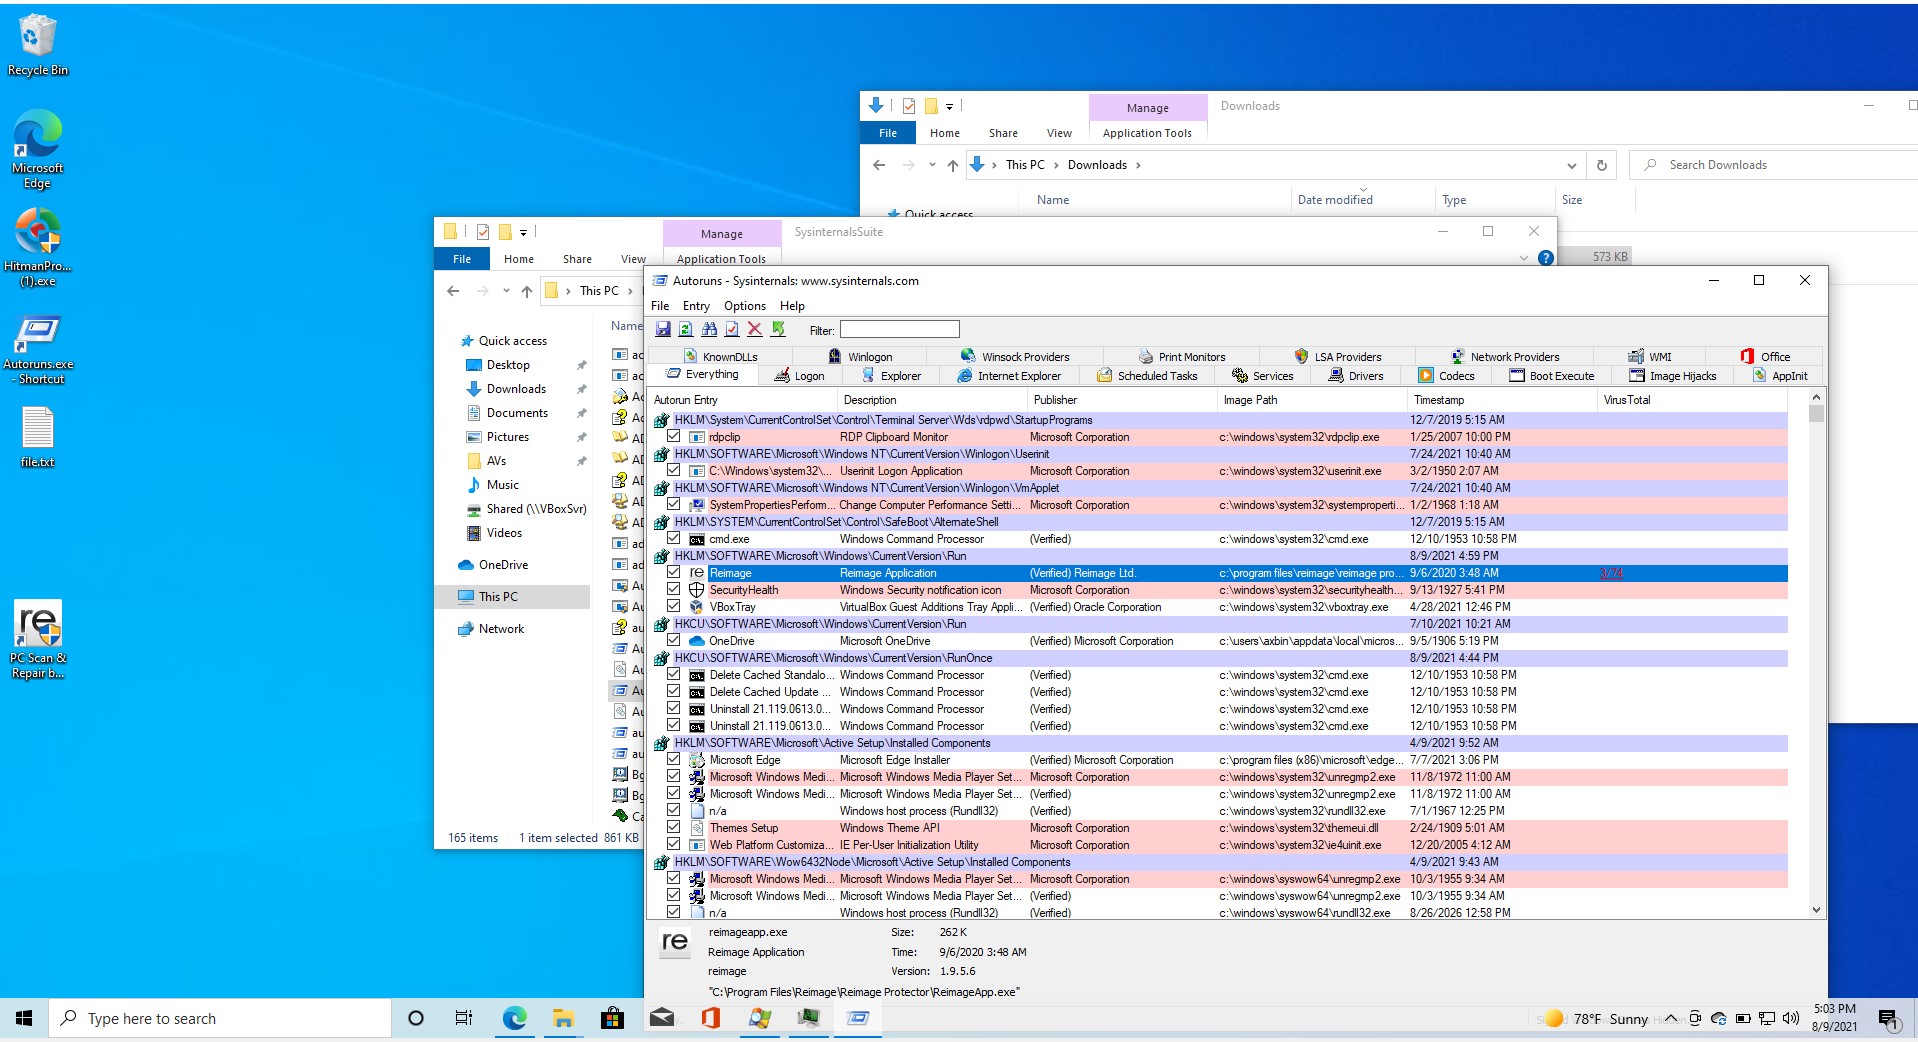 Recycle Bin
Microsoft
Edge
HitmanPro...
(1).exe
Autoruns.exe
- Shortcut
file.txt
re
PC Scan &
Repair b...
Manage
Downloads
File
Home
Share
View
Application Tools
This PC
Downloads
Search Downloads
Name
Date modified
Type
Size
Quick access
573 KB
Manage
SysinternalsSuite
File
Home
Share
View
Application Tools
This PC
Name
Quick access
Desktop
Downloads
Documents
Pictures
AVs
Music
Shared (\\VBoxSvr)
Videos
OneDrive
This PC
Network
165 items 1 item selected 861 KB
Autoruns - Sysinternals: www.sysinternals.com
File Entry Options Help
Filter:
KnownDLLs Winlogon Winsock Providers Print Monitors LSA Providers Network Providers WMI Office
Everything Logon Explorer Internet Explorer Scheduled Tasks Services Drivers Codecs Boot Execute Image Hijacks AppInit
Autorun Entry Description Publisher Image Path Timestamp VirusTotal
HKLM\System\CurrentControlSet\Control\Terminal Server\Wds\rdpwd\StartupPrograms 12/7/2019 5:15 AM
rdpclip RDP Clipboard Monitor Microsoft Corporation c:\windows\system32\rdpclip.exe 1/25/2007 10:00 PM
HKLM\SOFTWARE\Microsoft\Windows NT\CurrentVersion\Winlogon\Userinit 7/24/2021 10:40 AM
C:\Windows\system32\... Userinit Logon Application Microsoft Corporation c:\windows\system32\userinit.exe 3/2/1950 2:07 AM
HKLM\SOFTWARE\Microsoft\Windows NT\CurrentVersion\Winlogon\VmApplet 7/24/2021 10:40 AM
SystemPropertiesPerform... Change Computer Performance Setti... Microsoft Corporation c:\windows\system32\systemproperti... 1/2/1968 1:18 AM
HKLM\SYSTEM\CurrentControlSet\Control\SafeBoot\AlternateShell 12/7/2019 5:15 AM
cmd.exe Windows Command Processor (Verified) c:\windows\system32\cmd.exe 12/10/1953 10:58 PM
HKLM\SOFTWARE\Microsoft\Windows\CurrentVersion\Run 8/9/2021 4:59 PM
re Reimage Reimage Application (Verified) Reimage Ltd. c:\program files\reimage\reimage pro... 9/6/2020 3:48 AM 3/74
SecurityHealth Windows Security notification icon Microsoft Corporation c:\windows\system32\securityhealth... 9/13/1927 5:41 PM
VBoxTray VirtualBox Guest Additions Tray Appli... (Verified) Oracle Corporation c:\windows\system32\vboxtray.exe 4/28/2021 12:46 PM
HKCU\SOFTWARE\Microsoft\Windows\CurrentVersion\Run 7/10/2021 10:21 AM
OneDrive Microsoft OneDrive (Verified) Microsoft Corporation c:\users\axbin\appdata\local\micros... 9/5/1906 5:19 PM
HKCU\SOFTWARE\Microsoft\Windows\CurrentVersion\RunOnce 8/9/2021 4:44 PM
Delete Cached Standalo... Windows Command Processor (Verified) c:\windows\system32\cmd.exe 12/10/1953 10:58 PM
Delete Cached Update ... Windows Command Processor (Verified) c:\windows\system32\cmd.exe 12/10/1953 10:58 PM
Uninstall 21.119.0613.0... Windows Command Processor (Verified) c:\windows\system32\cmd.exe 12/10/1953 10:58 PM
Uninstall 21.119.0613.0... Windows Command Processor (Verified) c:\windows\system32\cmd.exe 12/10/1953 10:58 PM
HKLM\SOFTWARE\Microsoft\Active Setup\Installed Components 4/9/2021 9:52 AM
Microsoft Edge Microsoft Edge Installer (Verified) Microsoft Corporation c:\program files (x86)\microsoft\edge... 7/7/2021 3:06 PM
Microsoft Windows Medi... Microsoft Windows Media Player Set... Microsoft Corporation c:\windows\system32\unregmp2.exe 11/8/1972 11:00 AM
Microsoft Windows Medi... Microsoft Windows Media Player Set... (Verified) c:\windows\system32\unregmp2.exe 11/8/1972 11:00 AM
n/a Windows host process (Rundll32) (Verified) c:\windows\system32\rundll32.exe 7/1/1967 12:25 PM
Themes Setup Windows Theme API Microsoft Corporation c:\windows\system32\themeui.dll 2/24/1909 5:01 AM
Web Platform Customiza... IE Per-User Initialization Utility Microsoft Corporation c:\windows\system32\ie4uinit.exe 12/20/2005 4:12 AM
HKLM\SOFTWARE\Wow6432Node\Microsoft\Active Setup\Installed Components 4/9/2021 9:43 AM
Microsoft Windows Medi... Microsoft Windows Media Player Set... Microsoft Corporation c:\windows\syswow64\unregmp2.exe 10/3/1955 9:34 AM
Microsoft Windows Medi... Microsoft Windows Media Player Set... (Verified) c:\windows\syswow64\unregmp2.exe 10/3/1955 9:34 AM
n/a Windows host process (Rundll32) (Verified) c:\windows\syswow64\rundll32.exe 8/26/2026 12:58 PM
re
reimageapp.exe Size: 262 K
Reimage Application Time: 9/6/2020 3:48 AM
reimage Version: 1.9.5.6
"C:\Program Files\Reimage\Reimage Protector\ReimageApp.exe"
Type here to search
78°F Sunny
5:03 PM
8/9/2021
1